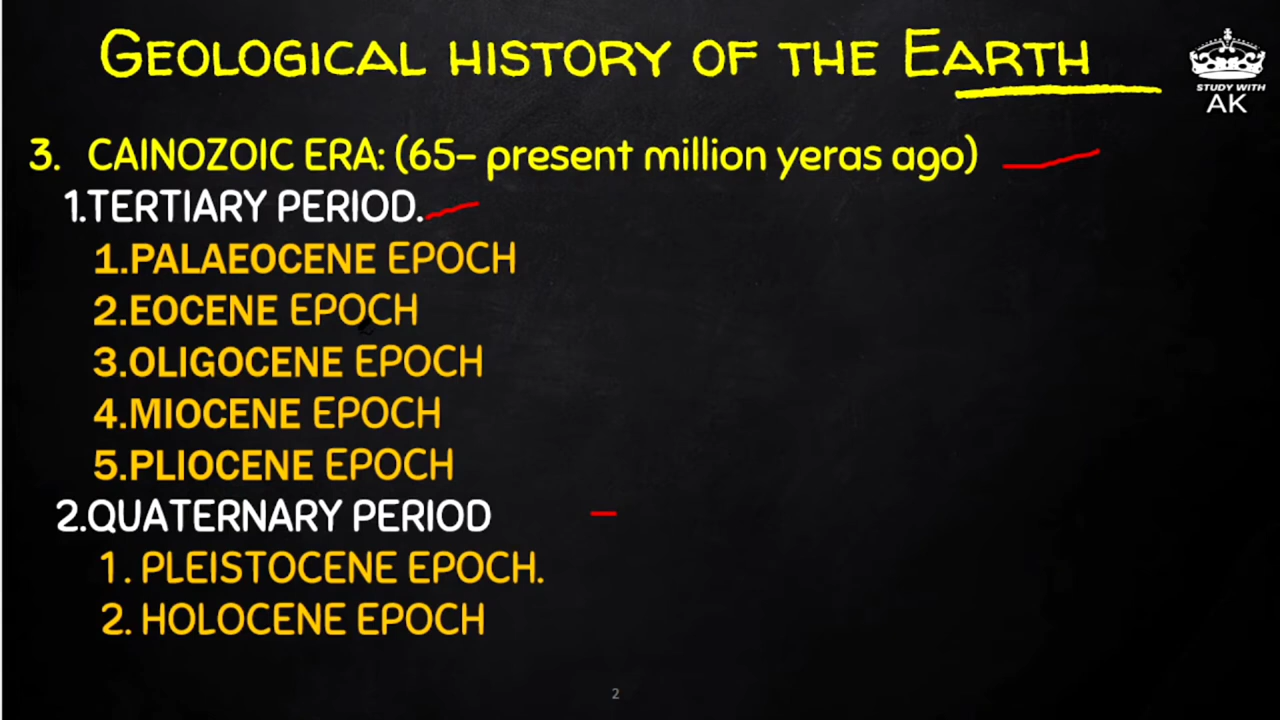 GEOLOGICAL HISTORY OF THE EARTH
STUDY WITH
AK
3. CAINOZOIC ERA: (65- present million yeras ago)
1.TERTIARY PERIOD.
1.PALAEOCENE EPOCH
2.EOCENE EPOCH
3.OLIGOCENE EPOCH
4.MIOCENE EPOCH
5.PLIOCENE EPOCH
2.QUATERNARY PERIOD
1. PLEISTOCENE EPOCH.
2. HOLOCENE EPOCH
2